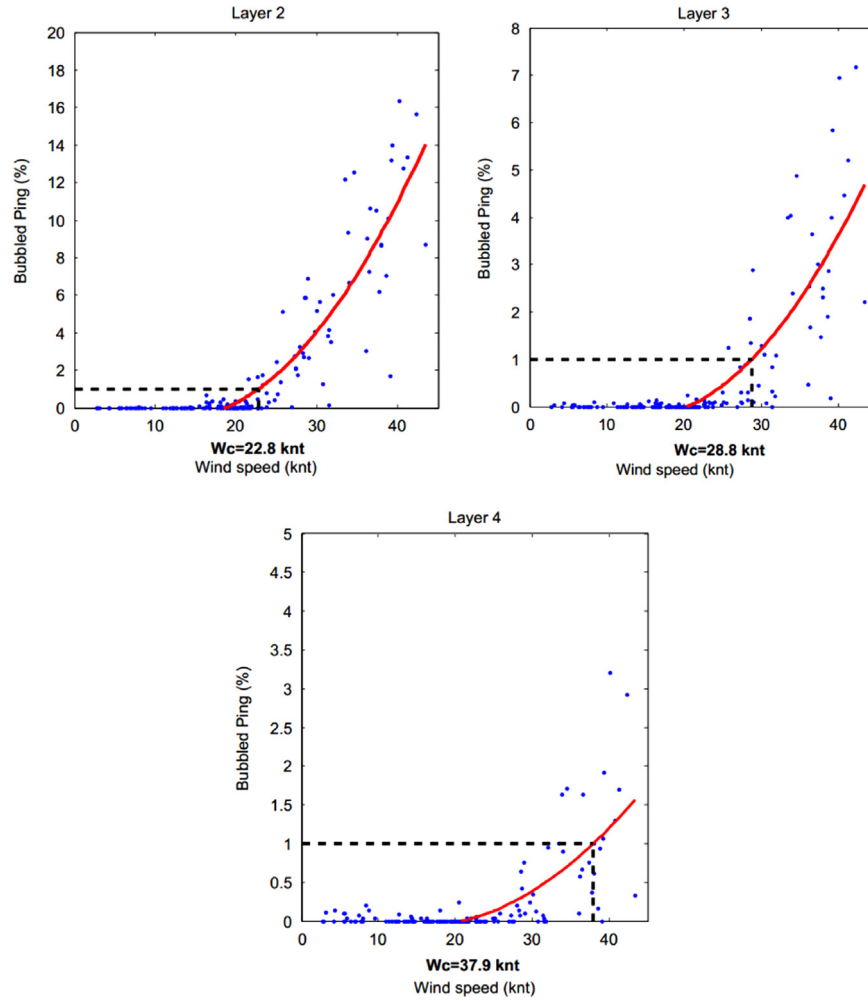 Layer 2
20
18
16
14
12
10
8
6
4
2
0
Bubbled Ping (%)
0 10 20 30 40
Wc=22.8 knt
Wind speed (knt)
Layer 3
8
7
6
5
4
3
2
1
0
Bubbled Ping (%)
0 10 20 30 40
Wc=28.8 knt
Wind speed (knt)
Layer 4
5
4.5
4
3.5
3
2.5
2
1.5
1
0.5
0
Bubbled Ping (%)
0 10 20 30 40
Wc=37.9 knt
Wind speed (knt)